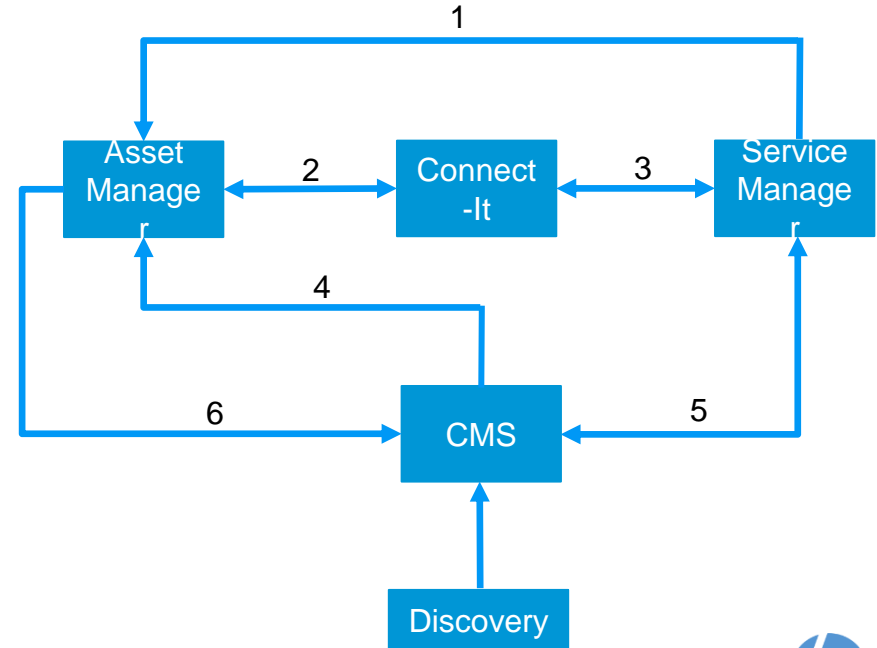 1
Asset
Manage
r
2
Connect
-It
3
Service
Manage
r
4
6
CMS
5
Discovery